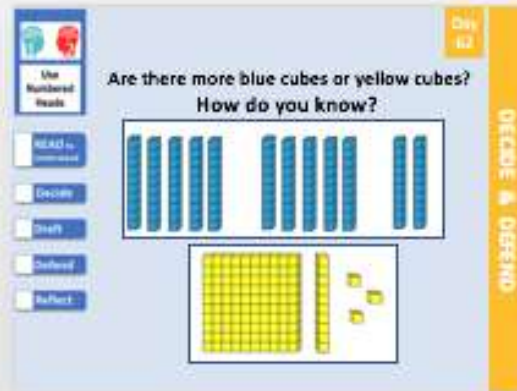 Day
62
Use
Numbered
Heads
Are there more blue cubes or yellow cubes?
How do you know?
READ to
understand
Decide
Draft
Defend
Reflect
DECIDE & DEFEND